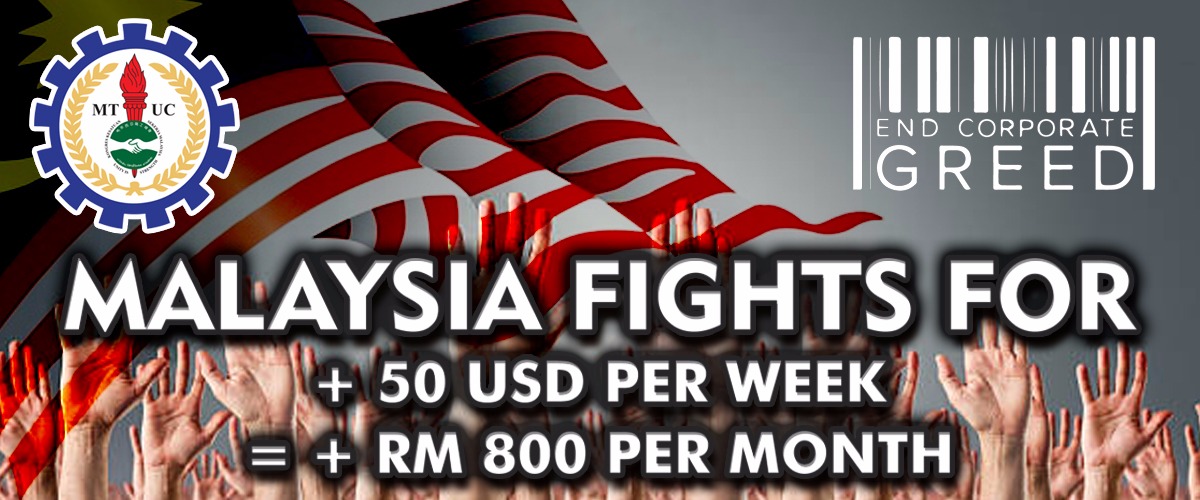 MT UC
END CORPORATE
GREED
MALAYSIA FIGHTS FOR
+ 50 USD PER WEEK
= + RM 800 PER MONTH